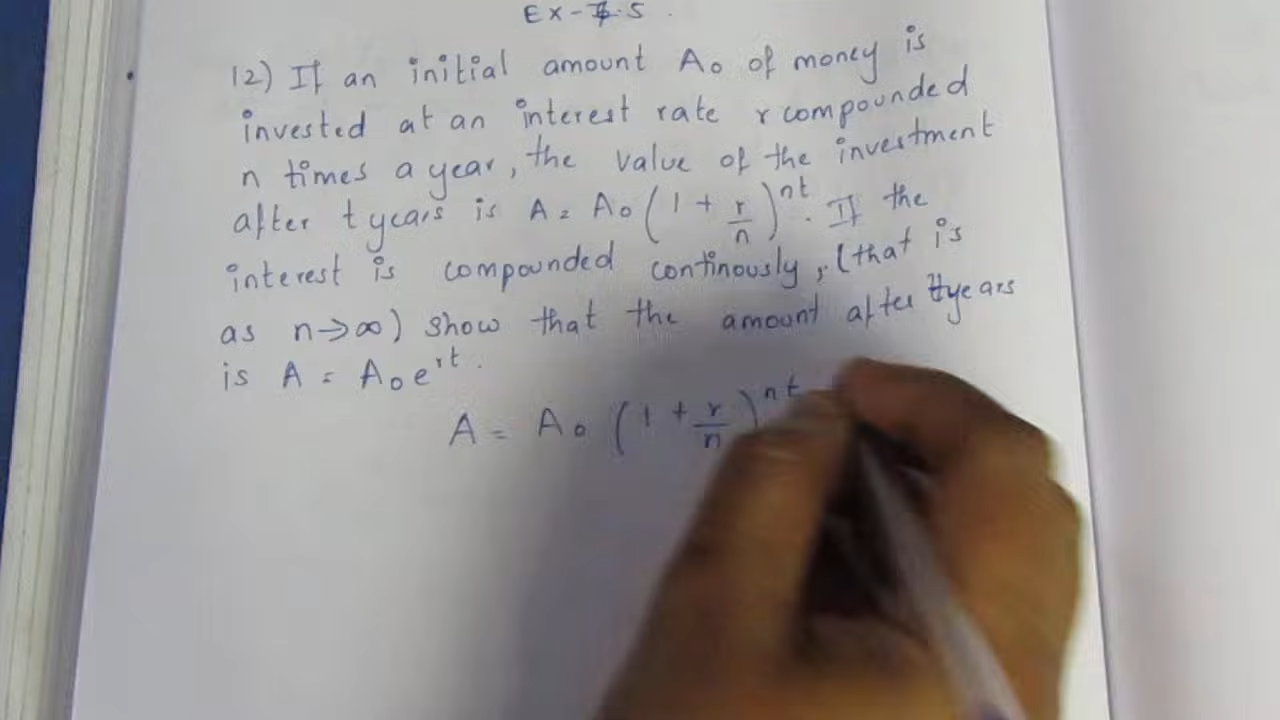 Ex-7.5.
12) If an initial amount A₀ of money is
invested at an interest rate r compounded
n times a year, the value of the investment
after t years is A = A₀(1 + r/n)^nt. If the
interest is compounded continously, (that is
as n→∞) show that the amount after t years
is A = A₀e^rt.
A = A₀(1 + r/n)^nt